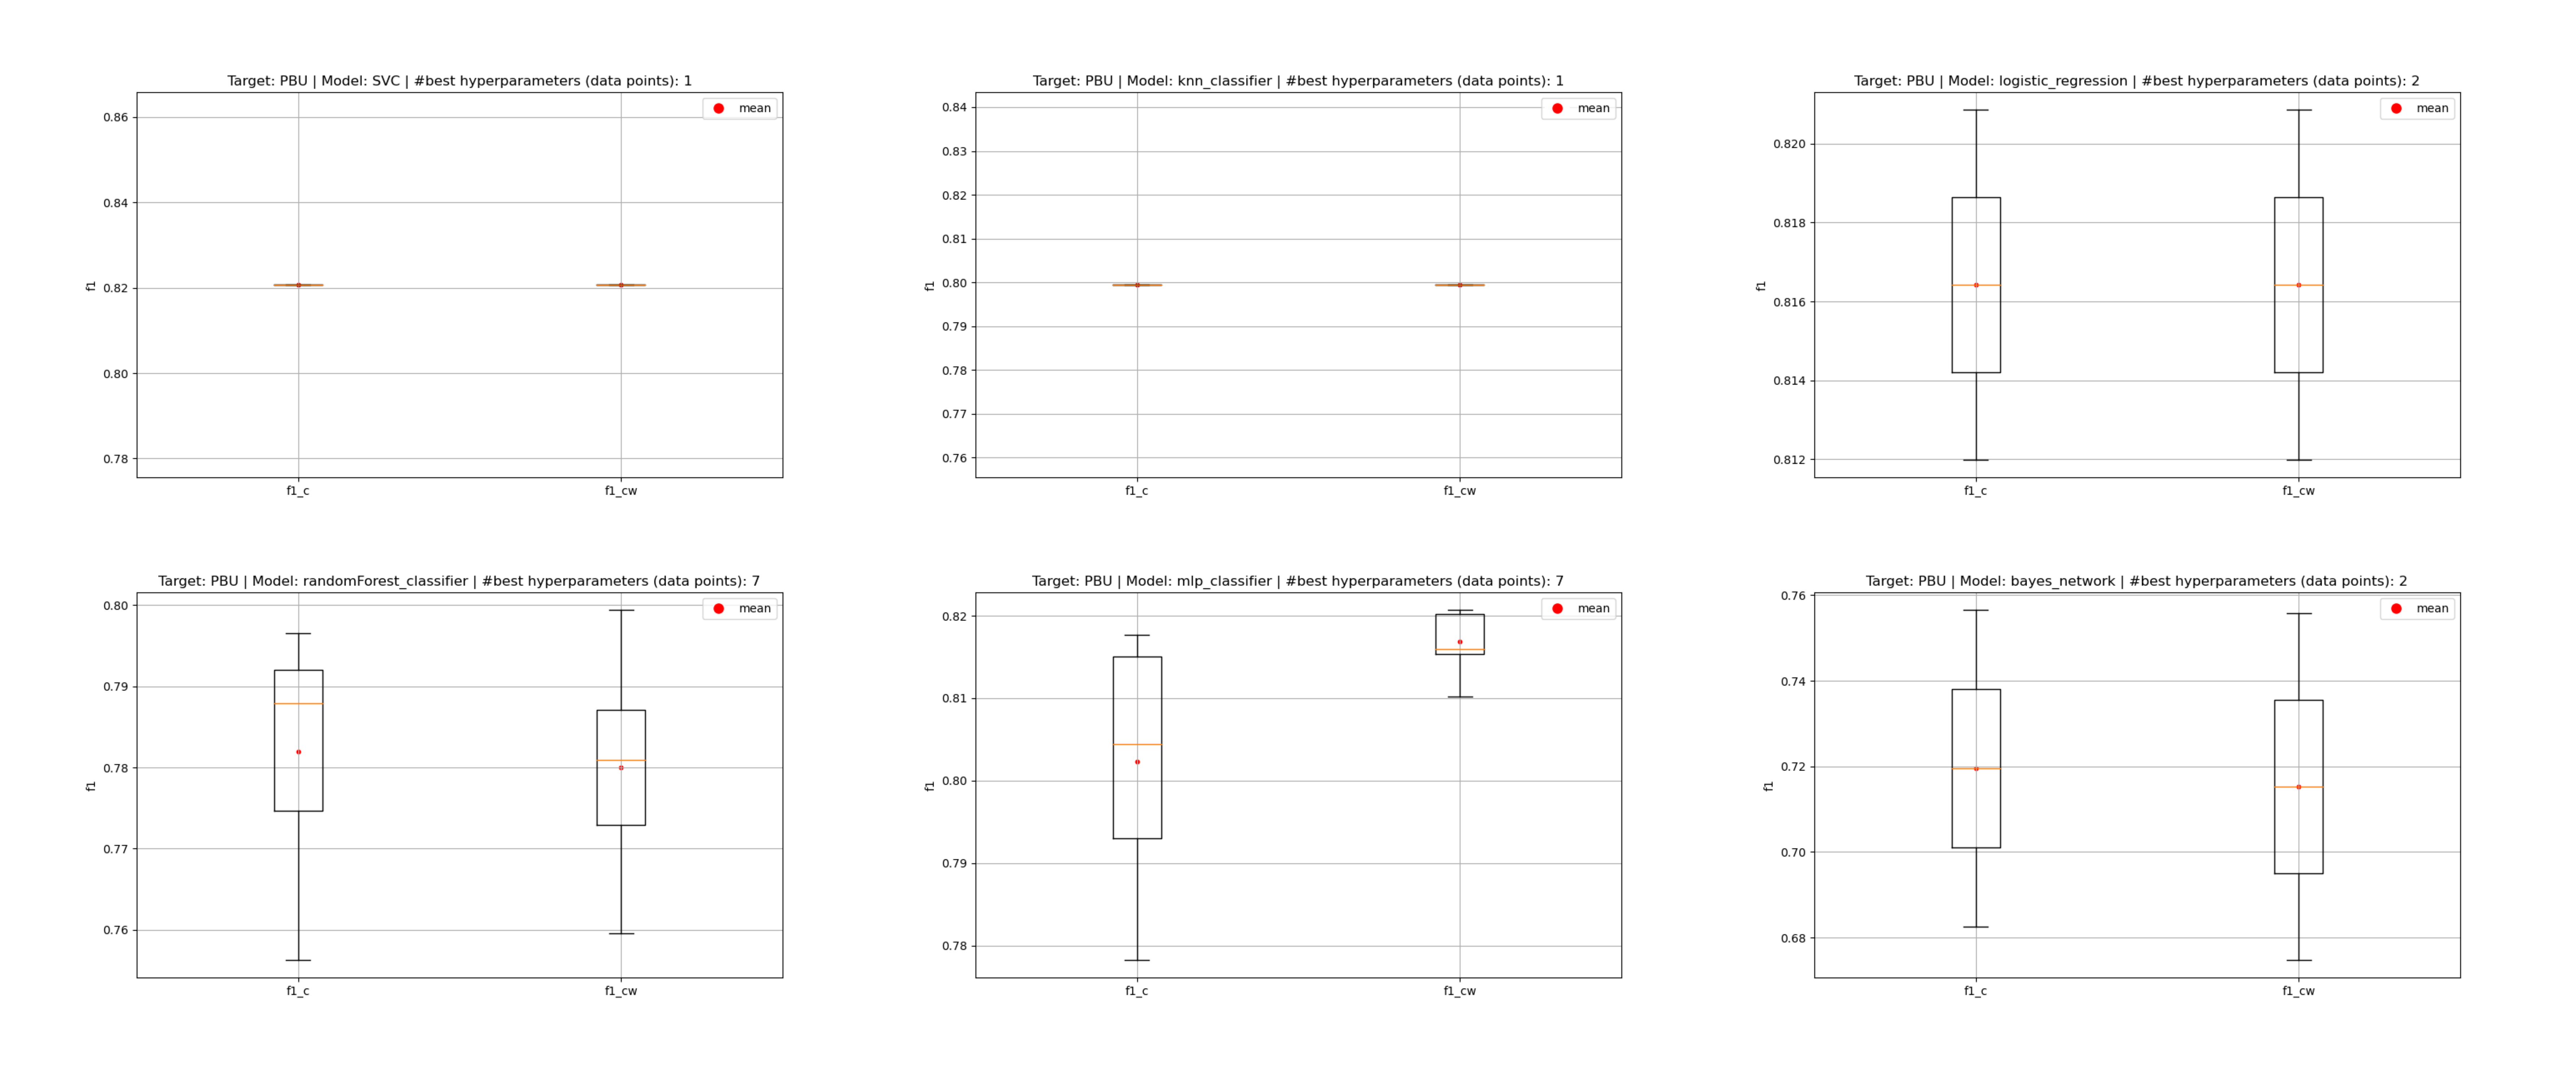 Target: PBU | Model: SVC | #best hyperparameters (data points): 1
mean
0.86
0.84
0.82
0.80
0.78
f1
f1_c
f1_cw
Target: PBU | Model: knn_classifier | #best hyperparameters (data points): 1
mean
0.84
0.83
0.82
0.81
0.80
0.79
0.78
0.77
0.76
f1
f1_c
f1_cw
Target: PBU | Model: logistic_regression | #best hyperparameters (data points): 2
mean
0.820
0.818
0.816
0.814
0.812
f1
f1_c
f1_cw
Target: PBU | Model: randomForest_classifier | #best hyperparameters (data points): 7
mean
0.80
0.79
0.78
0.77
0.76
f1
f1_c
f1_cw
Target: PBU | Model: mlp_classifier | #best hyperparameters (data points): 7
mean
0.82
0.81
0.80
0.79
0.78
f1
f1_c
f1_cw
Target: PBU | Model: bayes_network | #best hyperparameters (data points): 2
mean
0.76
0.74
0.72
0.70
0.68
f1
f1_c
f1_cw